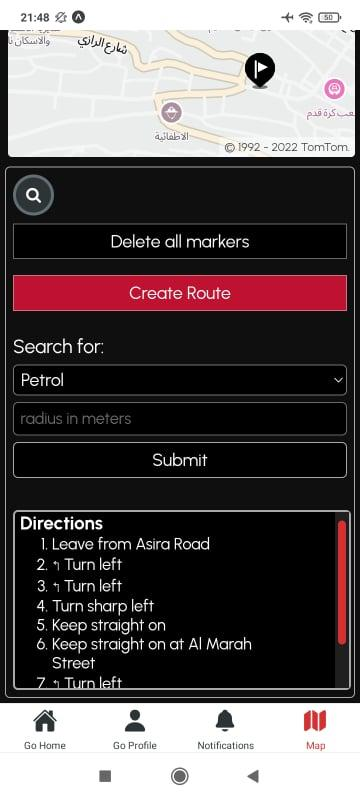 21:48
50
والاسكان
شارع الرازي
الاطفائية
قدم
© 1992 - 2022 TomTom.
Delete all markers
Create Route
Search for:
Petrol
radius in meters
Submit
Directions
1. Leave from Asira Road
2. ↰ Turn left
3. ↰ Turn left
4. Turn sharp left
5. Keep straight on
6. Keep straight on at Al Marah
Street
7. ↰ Turn left
Go Home
Go Profile
Notifications
Map